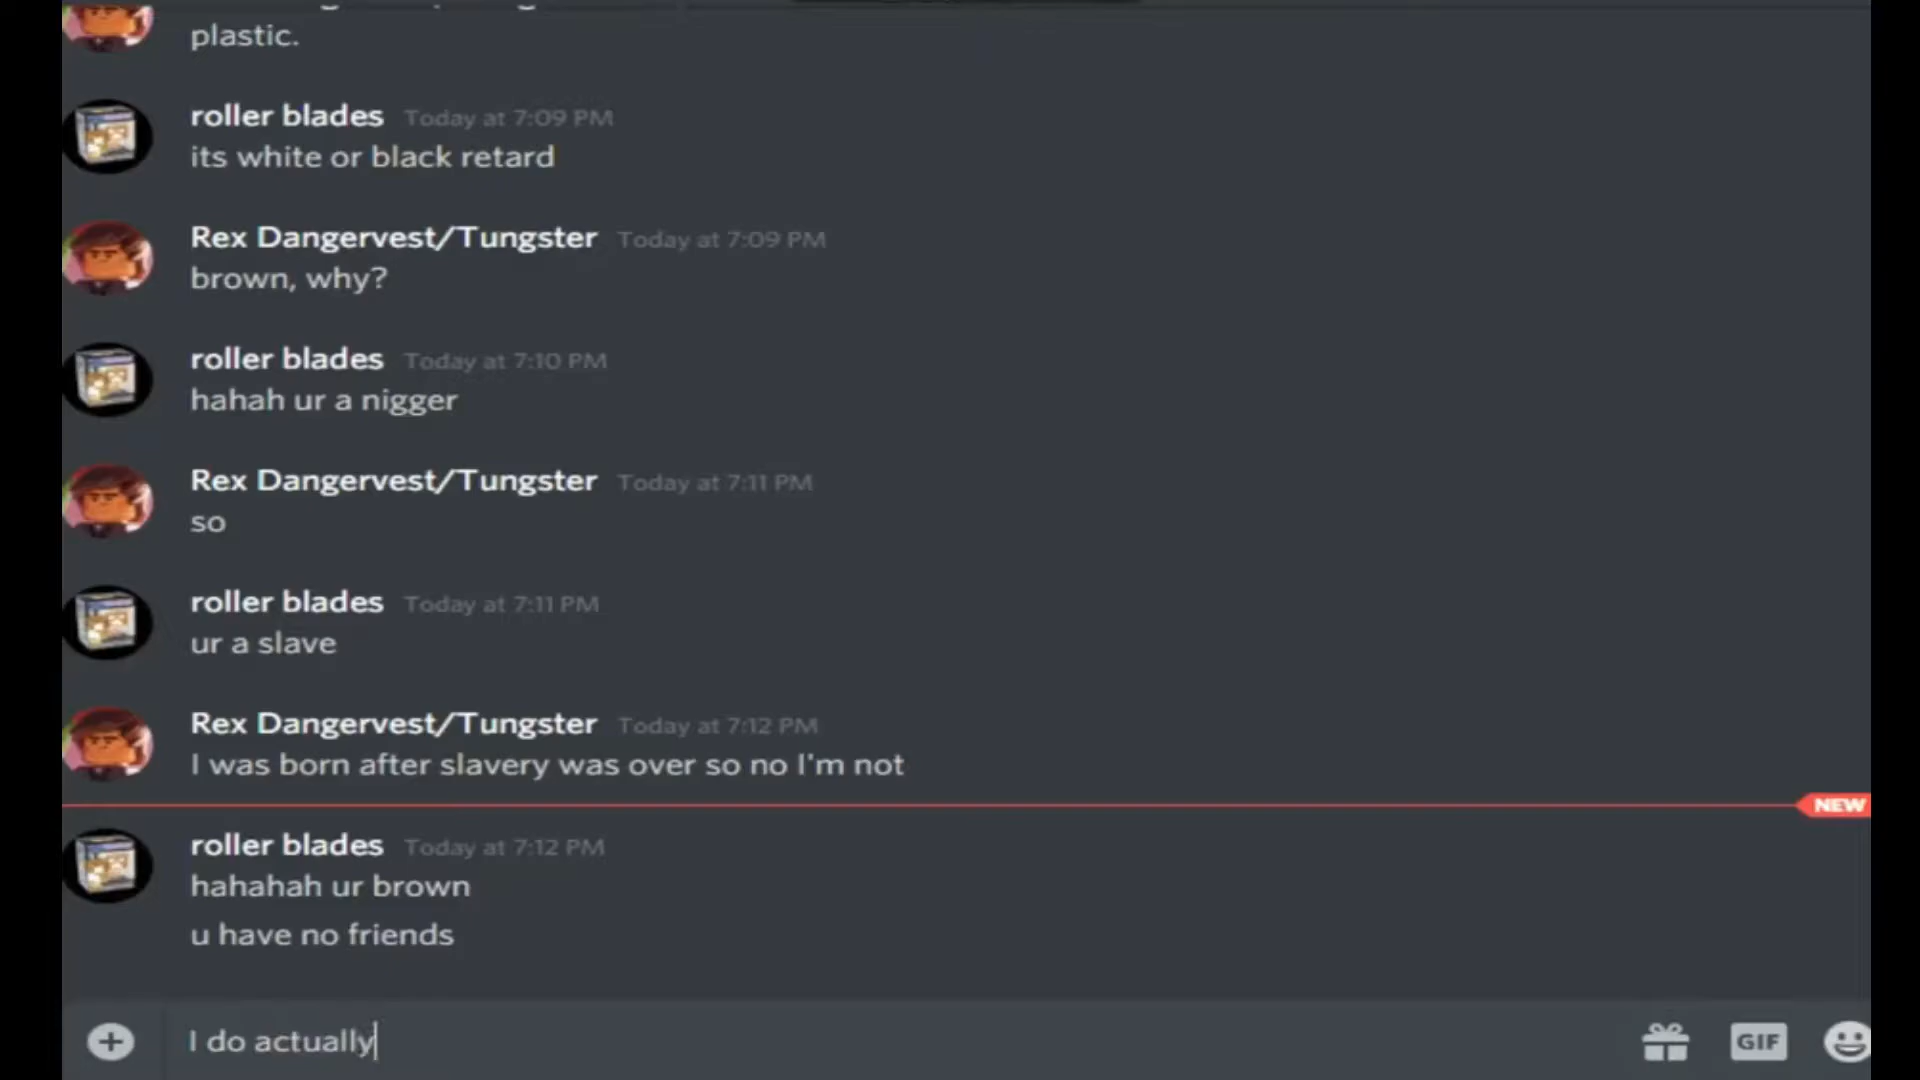 plastic.
roller blades Today at 7:09 PM
its white or black retard
Rex Dangervest/Tungster Today at 7:09 PM
brown, why?
roller blades Today at 7:10 PM
hahah ur a nigger
Rex Dangervest/Tungster Today at 7:11 PM
so
roller blades Today at 7:11 PM
ur a slave
Rex Dangervest/Tungster Today at 7:12 PM
I was born after slavery was over so no I'm not
NEW
roller blades Today at 7:12 PM
hahahah ur brown
u have no friends
I do actually
GIF